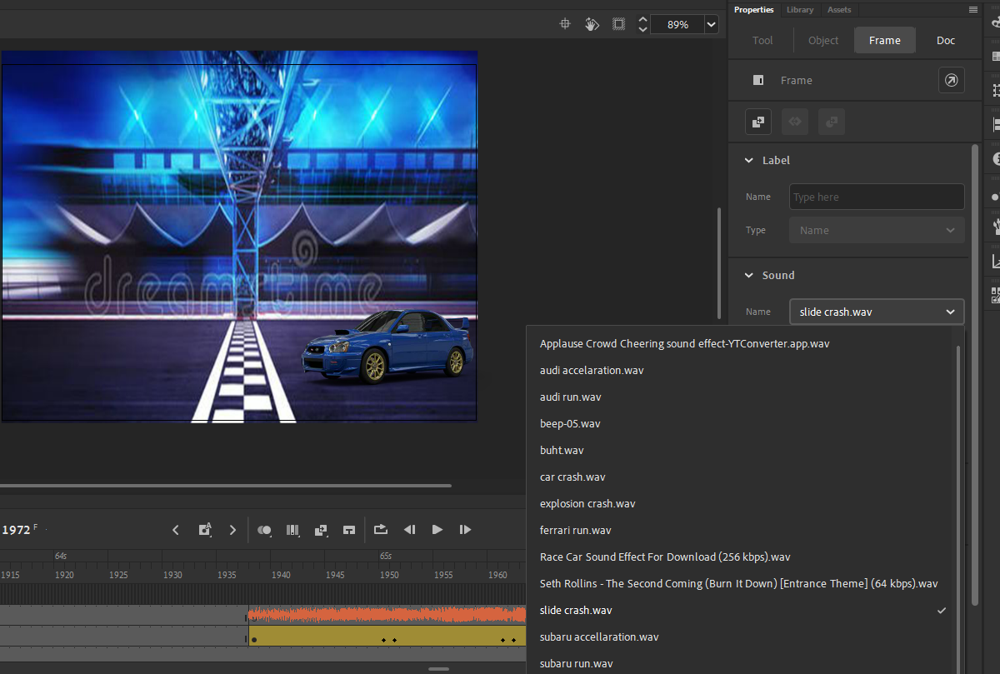 Properties Library Assets
89%
Tool Object Frame Doc
Frame
Label
Name Type here
Type Name
Sound
Name slide crash.wav
dreamstime
Applause Crowd Cheering sound effect-YTConverter.app.wav
audi accelaration.wav
audi run.wav
beep-05.wav
buht.wav
car crash.wav
explosion crash.wav
ferrari run.wav
Race Car Sound Effect For Download (256 kbps).wav
Seth Rollins - The Second Coming (Burn It Down) [Entrance Theme] (64 kbps).wav
slide crash.wav
subaru accellaration.wav
subaru run.wav
1972 F
64s 65s
1915 1920 1925 1930 1935 1940 1945 1950 1955 1960